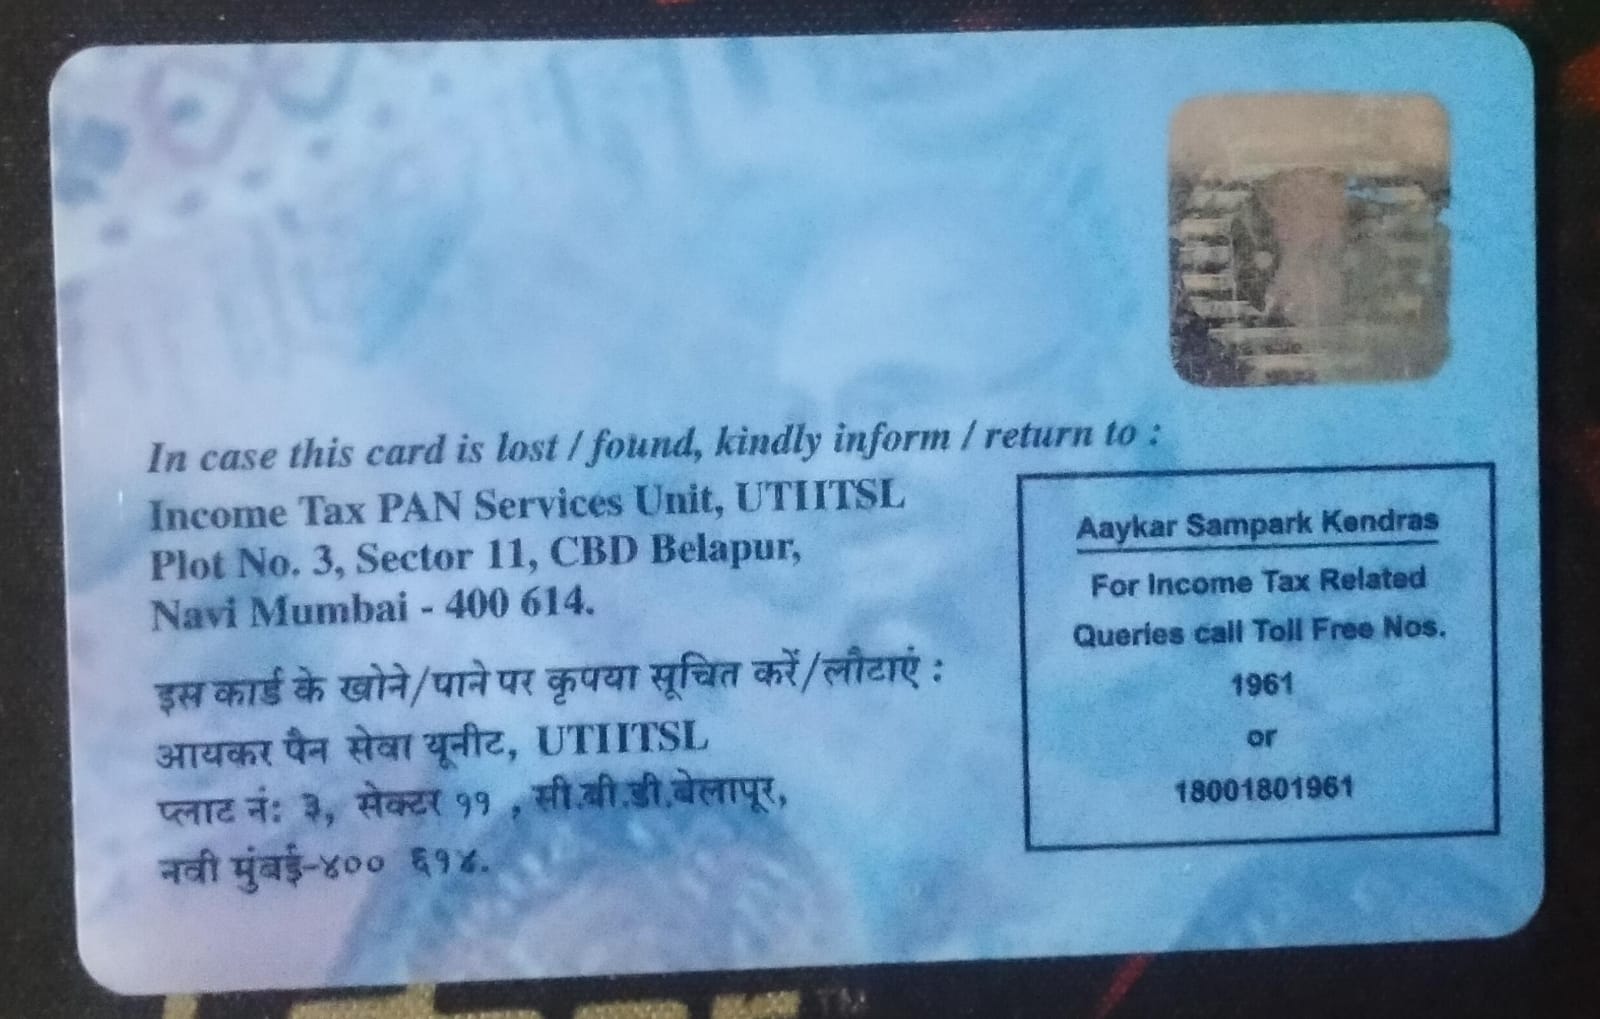 In case this card is lost / found, kindly inform / return to :
Income Tax PAN Services Unit, UTIITSL
Plot No. 3, Sector 11, CBD Belapur,
Navi Mumbai - 400 614.
इस कार्ड के खोने/पाने पर कृपया सूचित करें/लौटाएं :
आयकर पैन सेवा यूनीट, UTIITSL
प्लाट नं: ३, सेक्टर ११ , सी.बी.डी.बेलापूर,
नवी मुंबई-४०० ६१४.
Aaykar Sampark Kendras
For Income Tax Related
Queries call Toll Free Nos.
1961
or
18001801961
TM